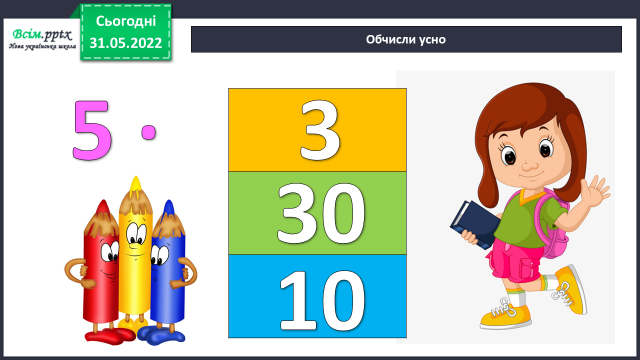 Всім.pptx
Нова українська школа
Сьогодні
31.05.2022
Обчисли усно
5 ·
3
30
10